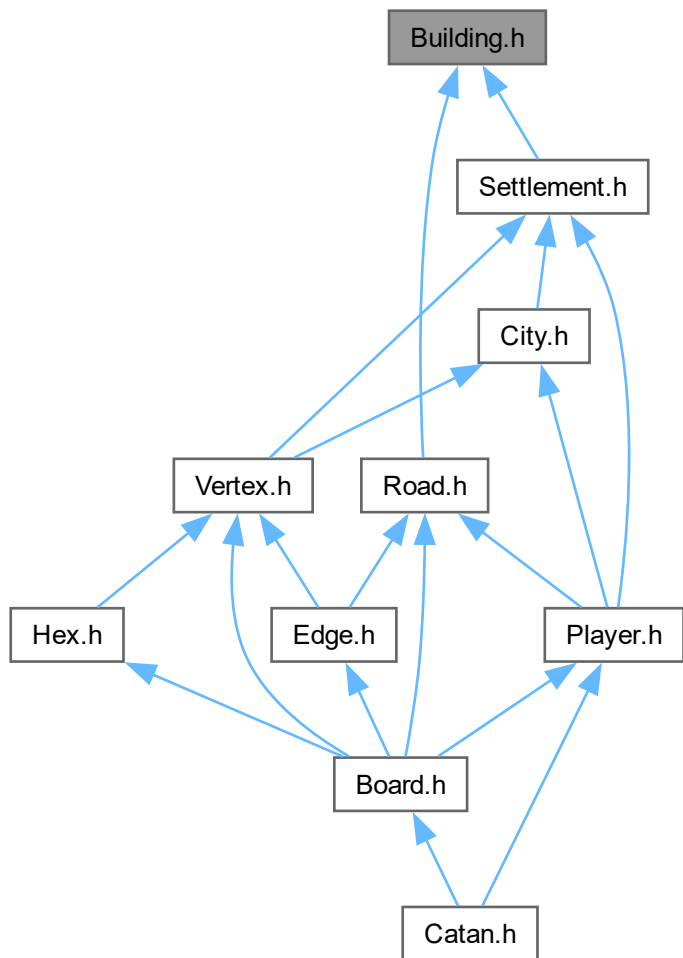 Building.h
Settlement.h
City.h
Vertex.h
Road.h
Hex.h
Edge.h
Player.h
Board.h
Catan.h